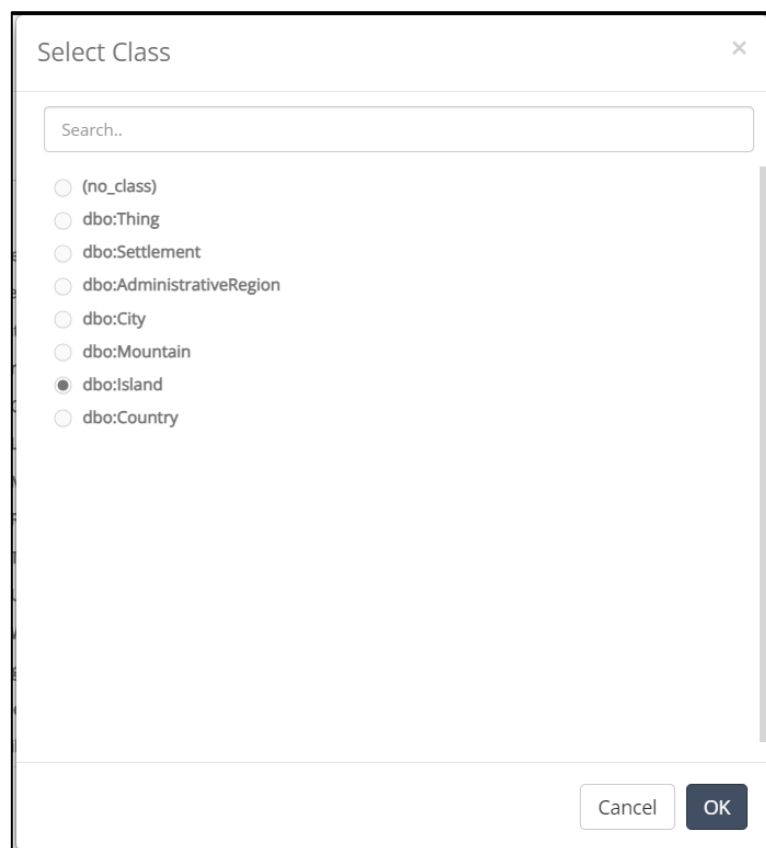 Select Class
×
Search..
(no_class)
dbo:Thing
dbo:Settlement
dbo:AdministrativeRegion
dbo:City
dbo:Mountain
dbo:Island
dbo:Country
Cancel OK